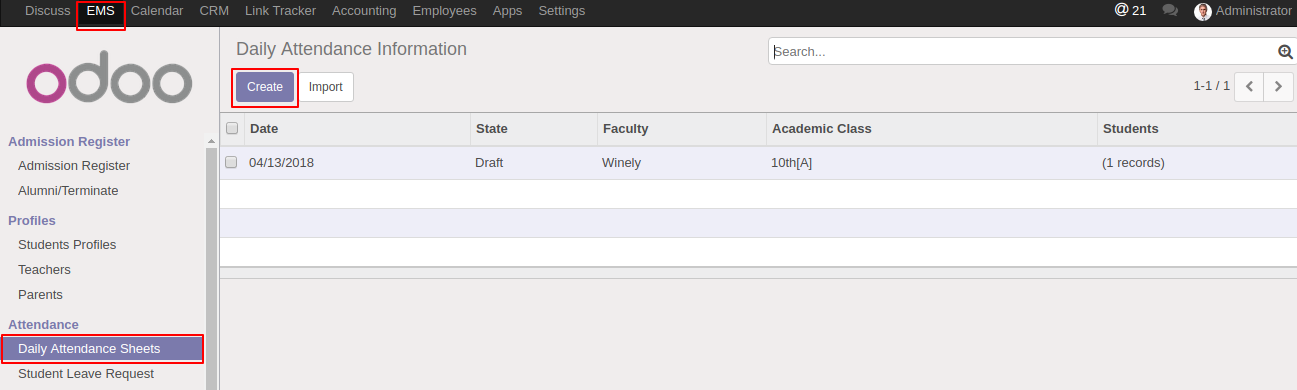 Discuss EMS Calendar CRM Link Tracker Accounting Employees Apps Settings @ 21 Administrator
odoo
Daily Attendance Information
Search...
Create Import
1-1 / 1
Date State Faculty Academic Class Students
04/13/2018 Draft Winely 10th[A] (1 records)
Admission Register
Admission Register
Alumni/Terminate
Profiles
Students Profiles
Teachers
Parents
Attendance
Daily Attendance Sheets
Student Leave Request